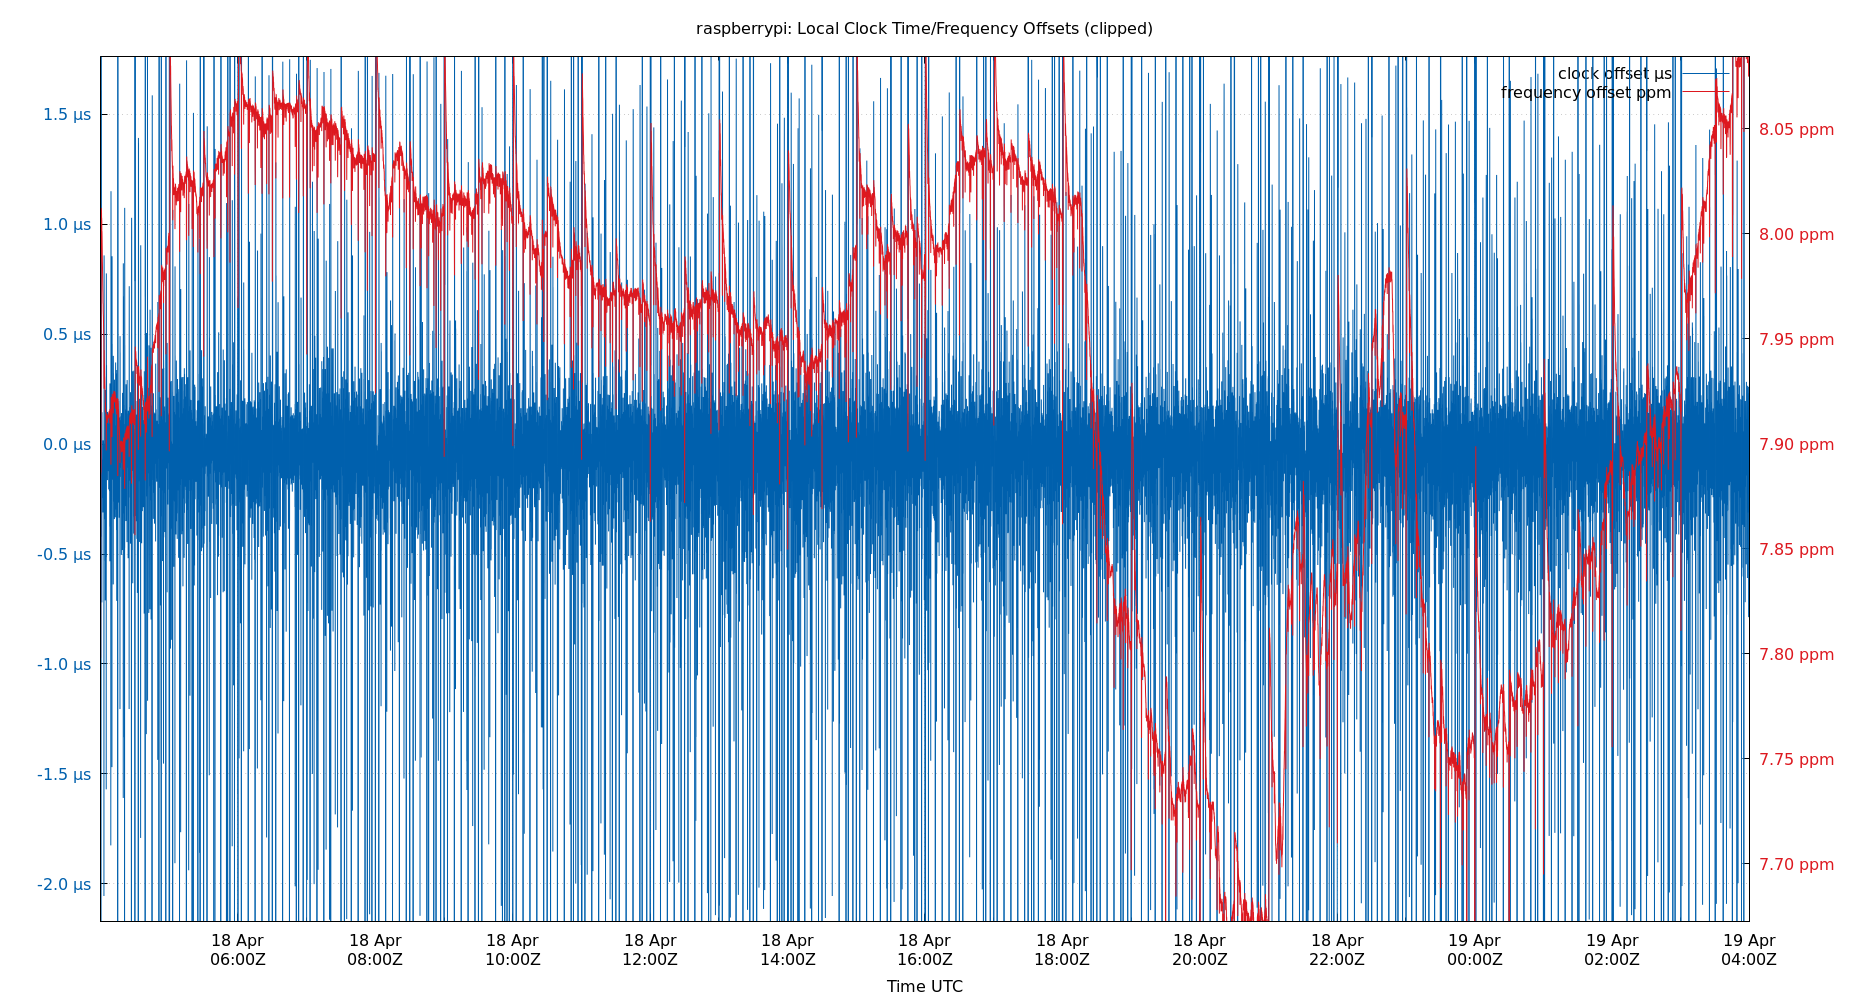 raspberrypi: Local Clock Time/Frequency Offsets (clipped)
clock offset µs
frequency offset ppm
1.5 µs
1.0 µs
0.5 µs
0.0 µs
-0.5 µs
-1.0 µs
-1.5 µs
-2.0 µs
8.05 ppm
8.00 ppm
7.95 ppm
7.90 ppm
7.85 ppm
7.80 ppm
7.75 ppm
7.70 ppm
18 Apr 18 Apr 18 Apr 18 Apr 18 Apr 18 Apr 18 Apr 18 Apr 18 Apr 19 Apr 19 Apr 19 Apr
06:00Z 08:00Z 10:00Z 12:00Z 14:00Z 16:00Z 18:00Z 20:00Z 22:00Z 00:00Z 02:00Z 04:00Z
Time UTC